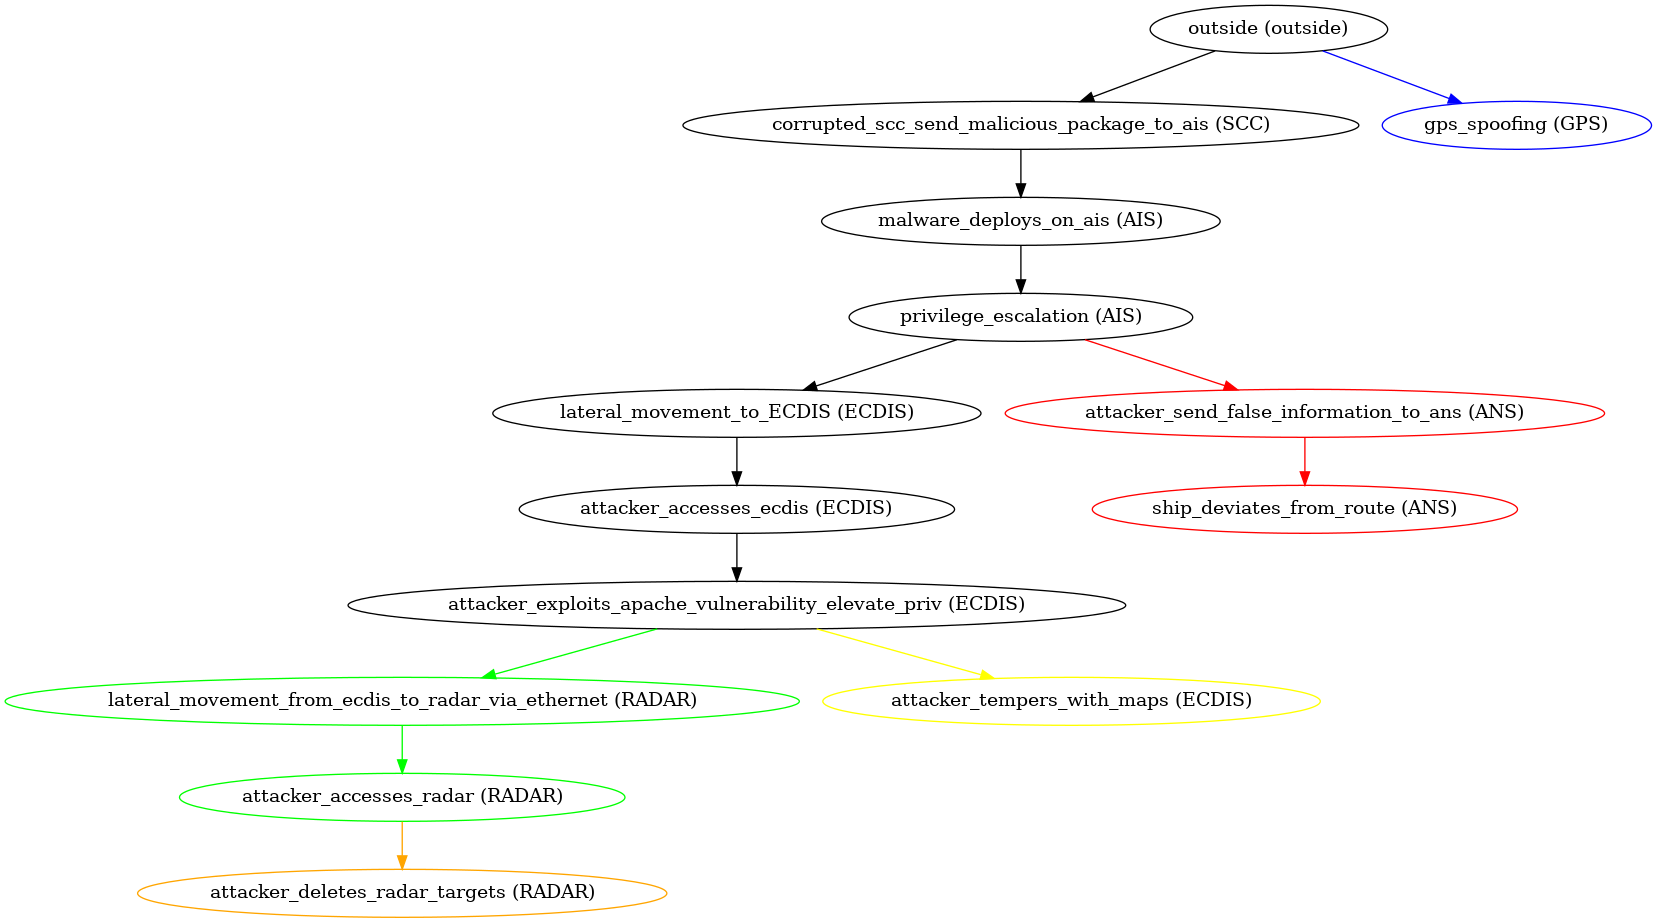 outside (outside)
corrupted_scc_send_malicious_package_to_ais (SCC)
gps_spoofing (GPS)
malware_deploys_on_ais (AIS)
privilege_escalation (AIS)
lateral_movement_to_ECDIS (ECDIS)
attacker_send_false_information_to_ans (ANS)
attacker_accesses_ecdis (ECDIS)
ship_deviates_from_route (ANS)
attacker_exploits_apache_vulnerability_elevate_priv (ECDIS)
lateral_movement_from_ecdis_to_radar_via_ethernet (RADAR)
attacker_tempers_with_maps (ECDIS)
attacker_accesses_radar (RADAR)
attacker_deletes_radar_targets (RADAR)